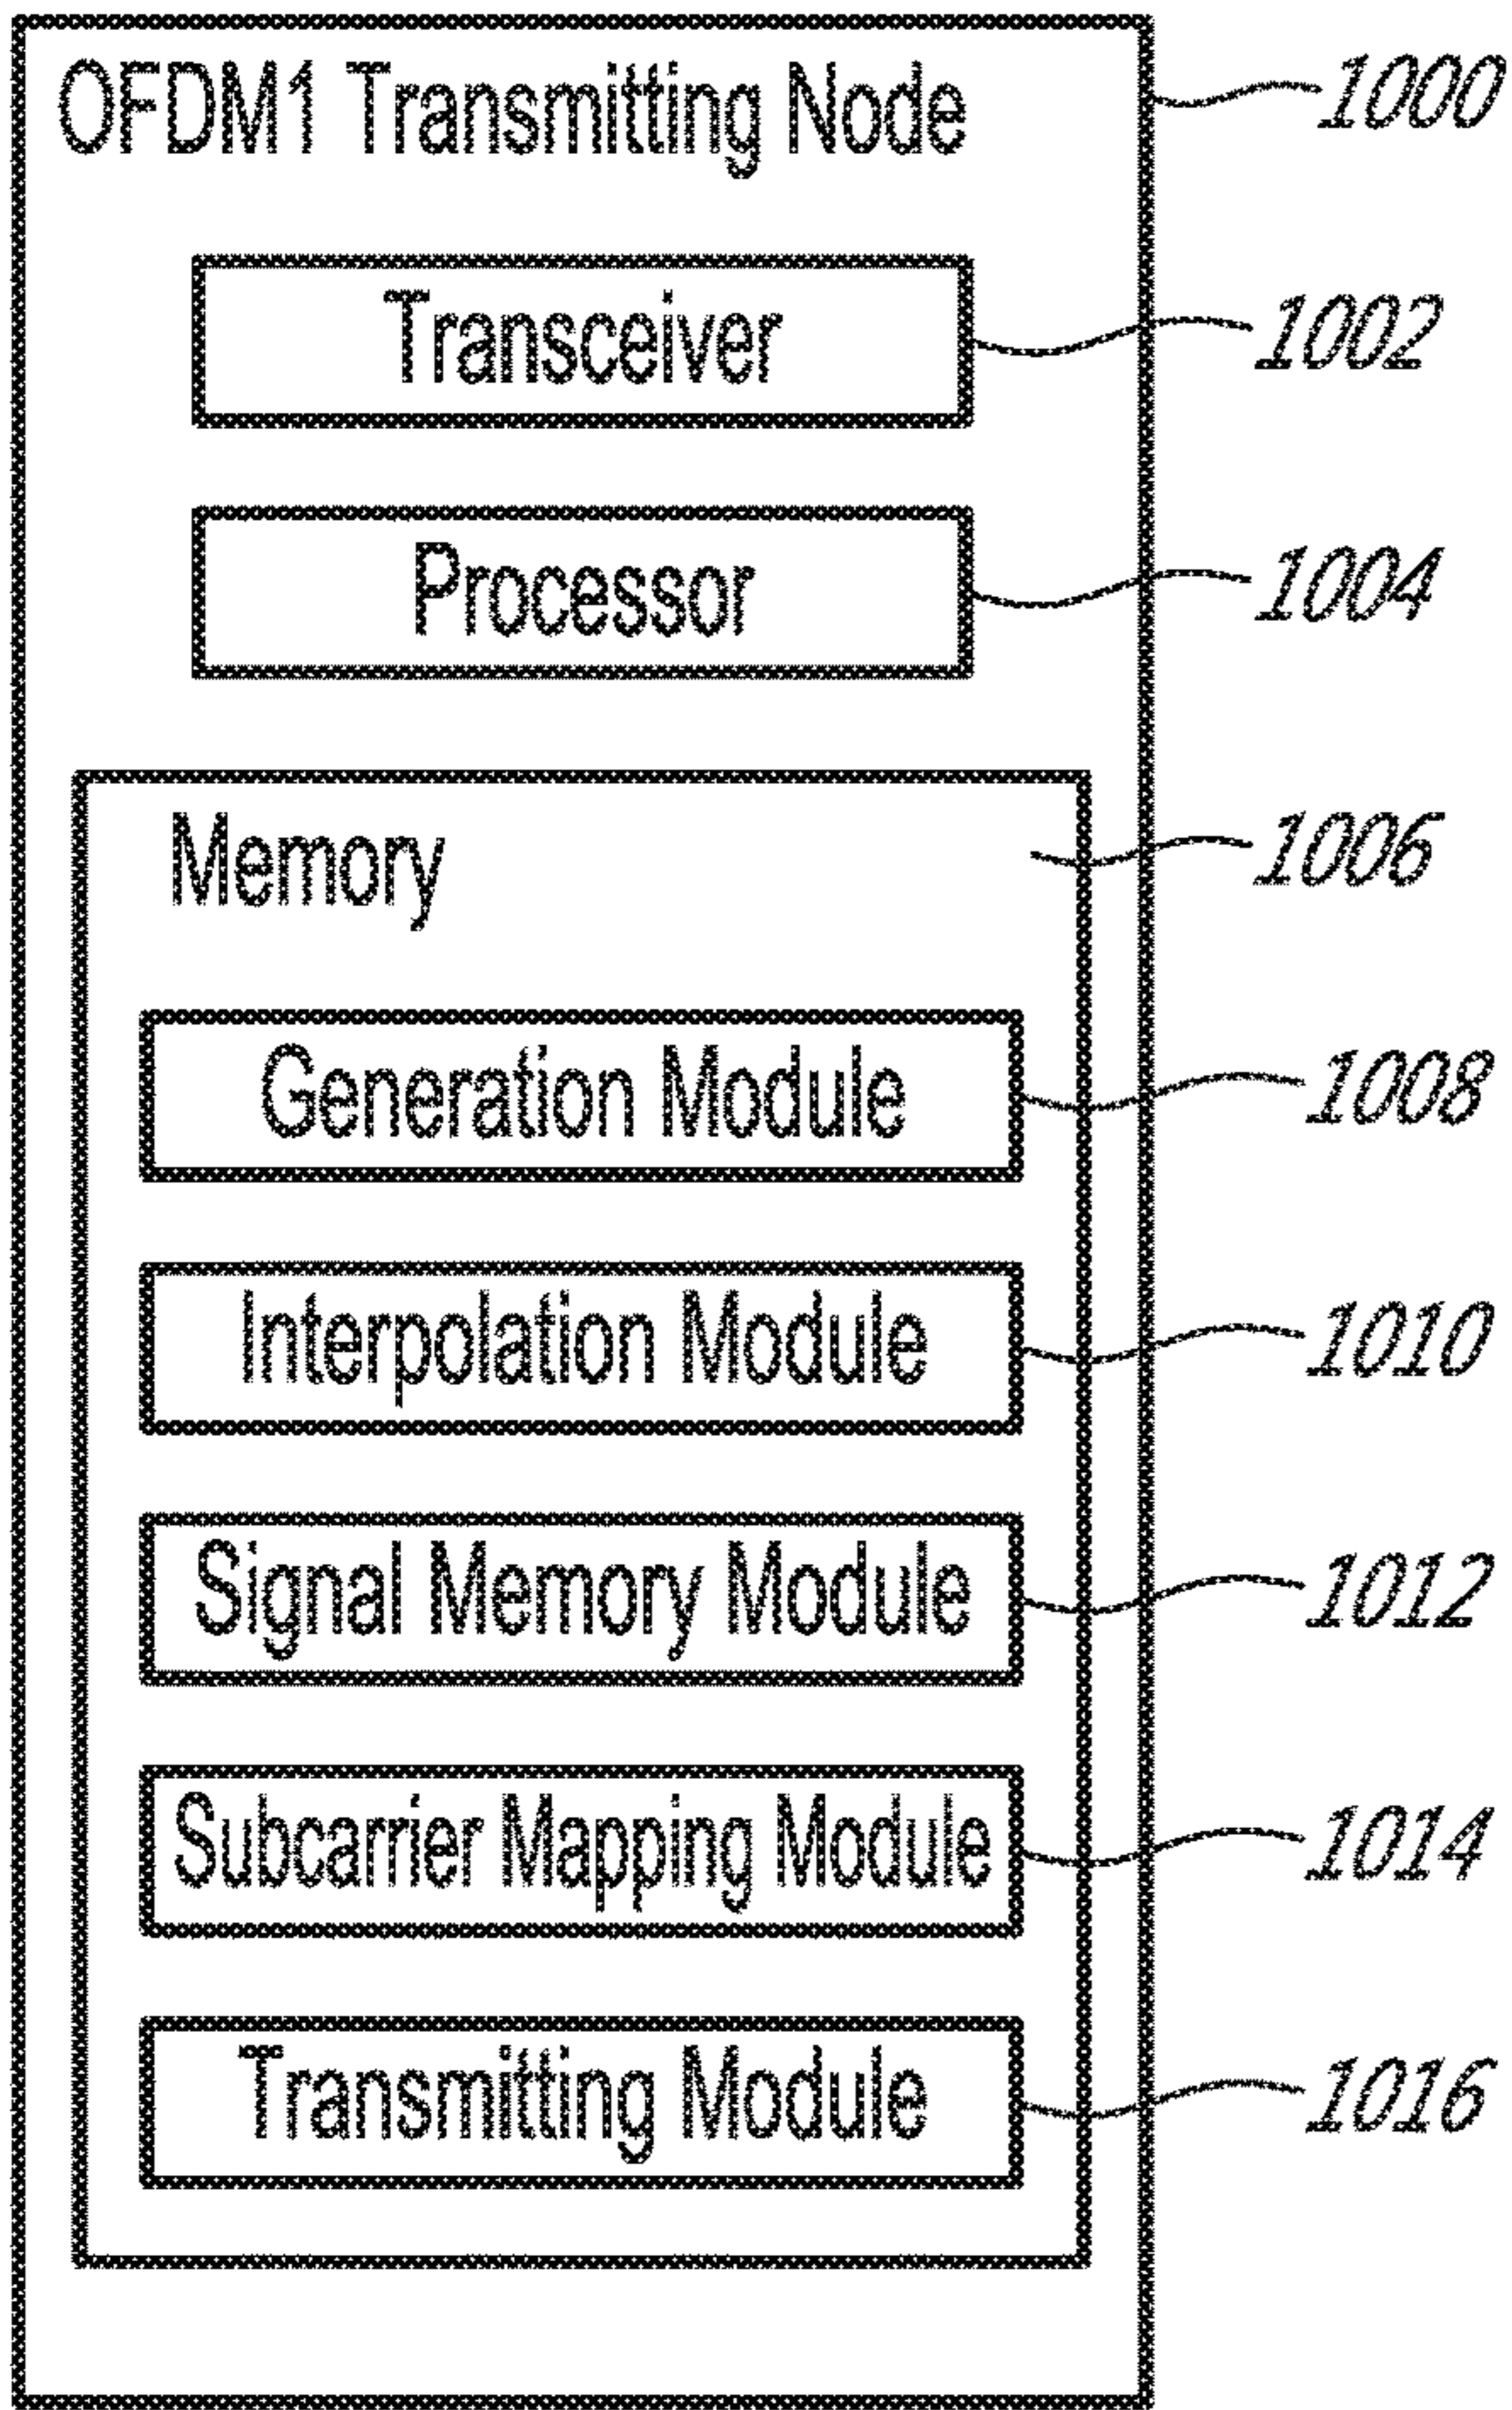 OFDM1 Transmitting Node
1000
Transceiver
1002
Processor
1004
Memory
1006
Generation Module
1008
Interpolation Module
1010
Signal Memory Module
1012
Subcarrier Mapping Module
1014
Transmitting Module
1016